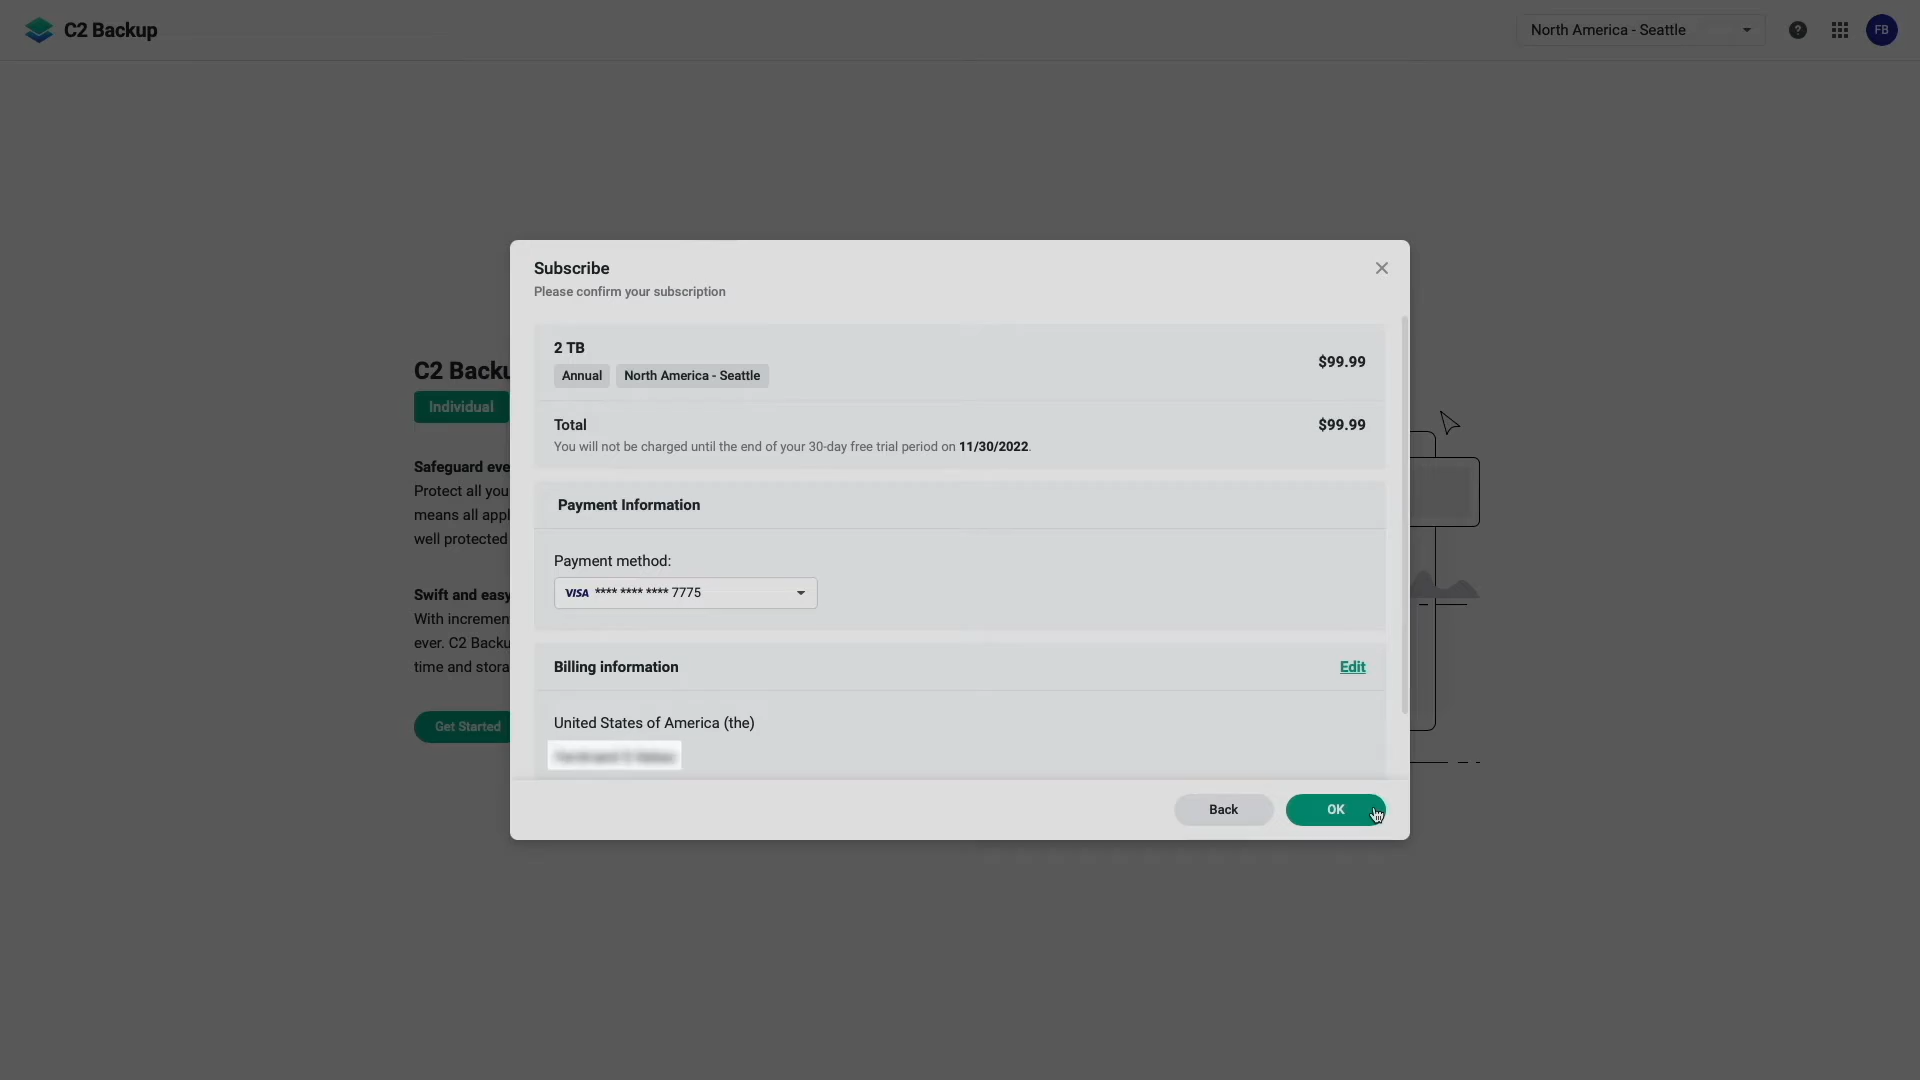 C2 Backup
North America - Seattle
FB
Subscribe
Please confirm your subscription
2 TB
$99.99
Annual
North America - Seattle
Total
$99.99
You will not be charged until the end of your 30-day free trial period on 11/30/2022.
Payment Information
Payment method:
VISA **** **** **** 7775
Billing information
Edit
United States of America (the)
Back
OK
C2 Backu
Individual
Safeguard eve
Protect all you
means all appl
well protected
Swift and easy
With incremen
ever. C2 Backu
time and stora
Get Started